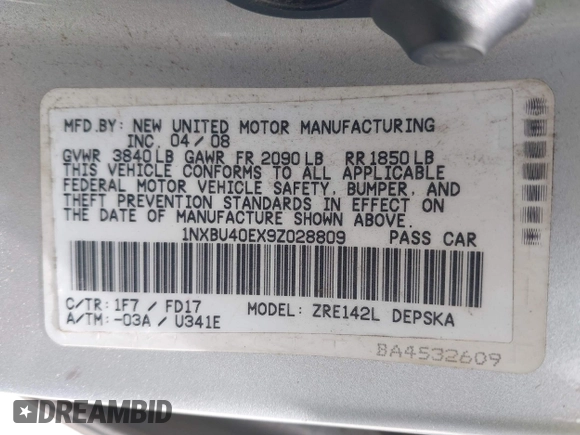 MFD.BY: NEW UNITED MOTOR MANUFACTURING
INC. 04/08
GVWR 3840LB GAWR FR 2090LB RR 1850LB
THIS VEHICLE CONFORMS TO ALL APPLICABLE
FEDERAL MOTOR VEHICLE SAFETY, BUMPER, AND
THEFT PREVENTION STANDARDS IN EFFECT ON
THE DATE OF MANUFACTURE SHOWN ABOVE.
1NXBU40EX9Z028809 PASS CAR
C/TR: 1F7 / FD17 MODEL: ZRE142L DEPSKA
A/TM: -03A / U341E
BA4532609
DREAMBID